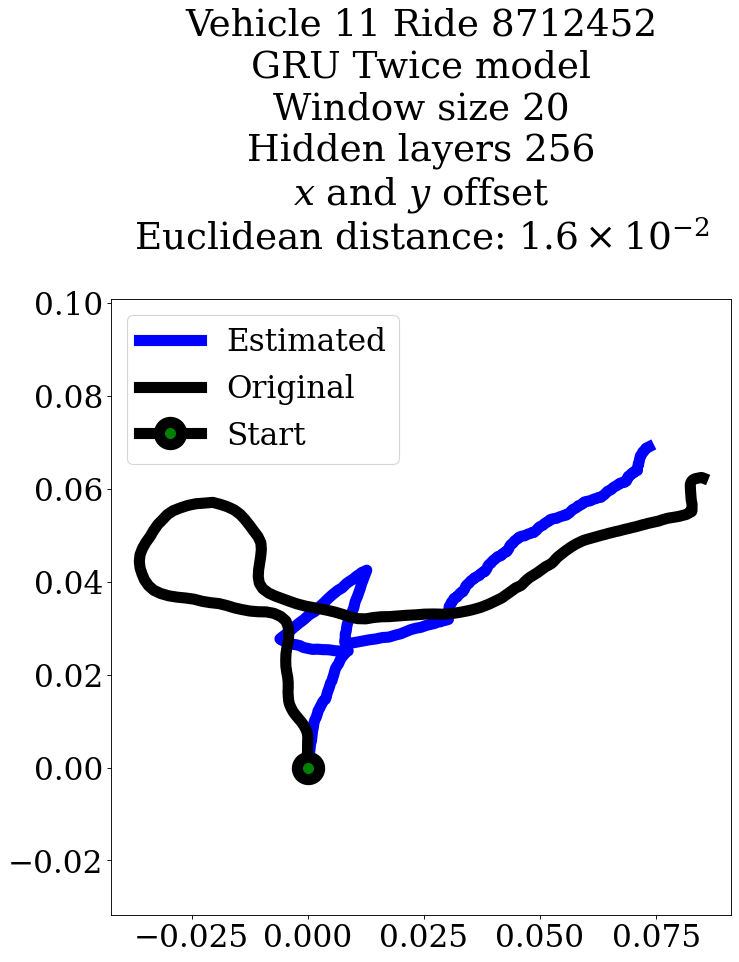 Vehicle 11 Ride 8712452
GRU Twice model
Window size 20
Hidden layers 256
x and y offset
Euclidean distance: 1.6 × 10⁻²
Estimated
Original
Start
0.10
0.08
0.06
0.04
0.02
0.00
−0.02
−0.025 0.000 0.025 0.050 0.075